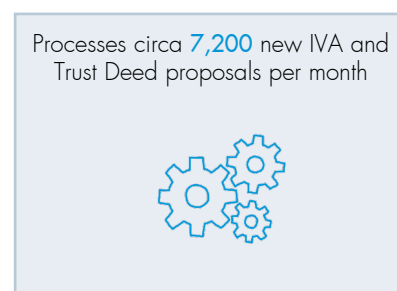 Processes circa 7,200 new IVA and
Trust Deed proposals per month